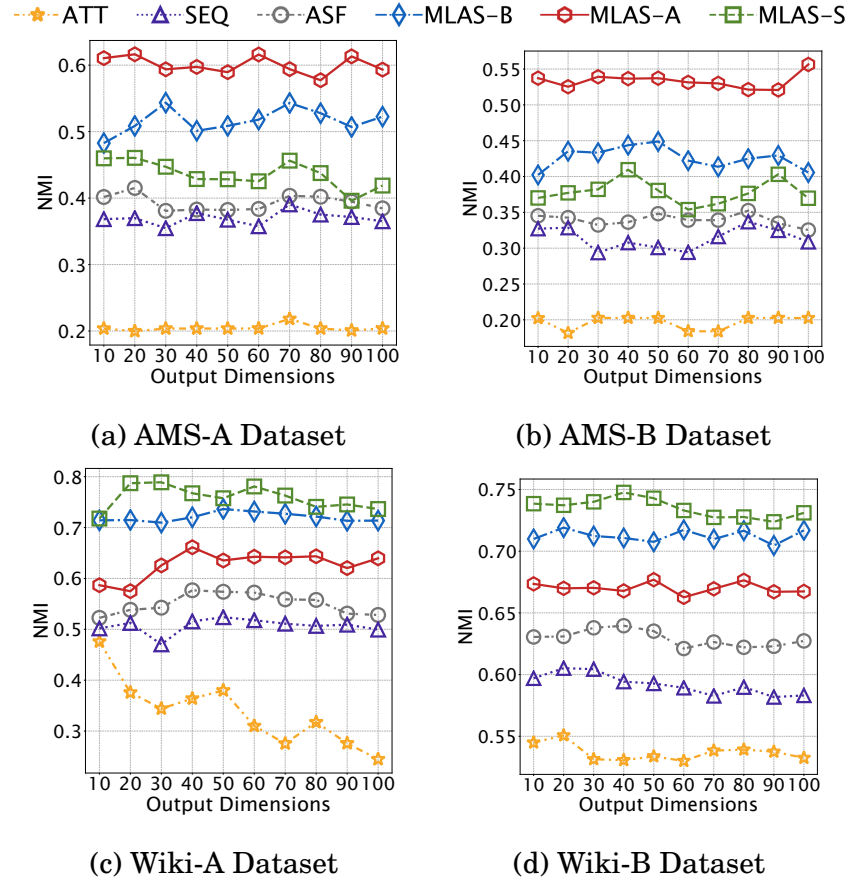 ATT SEQ ASF MLAS-B MLAS-A MLAS-S
NMI
0.6
0.5
0.4
0.3
0.2
10 20 30 40 50 60 70 80 90 100
Output Dimensions
(a) AMS-A Dataset
NMI
0.55
0.50
0.45
0.40
0.35
0.30
0.25
0.20
10 20 30 40 50 60 70 80 90 100
Output Dimensions
(b) AMS-B Dataset
NMI
0.8
0.7
0.6
0.5
0.4
0.3
10 20 30 40 50 60 70 80 90 100
Output Dimensions
(c) Wiki-A Dataset
NMI
0.75
0.70
0.65
0.60
0.55
10 20 30 40 50 60 70 80 90 100
Output Dimensions
(d) Wiki-B Dataset